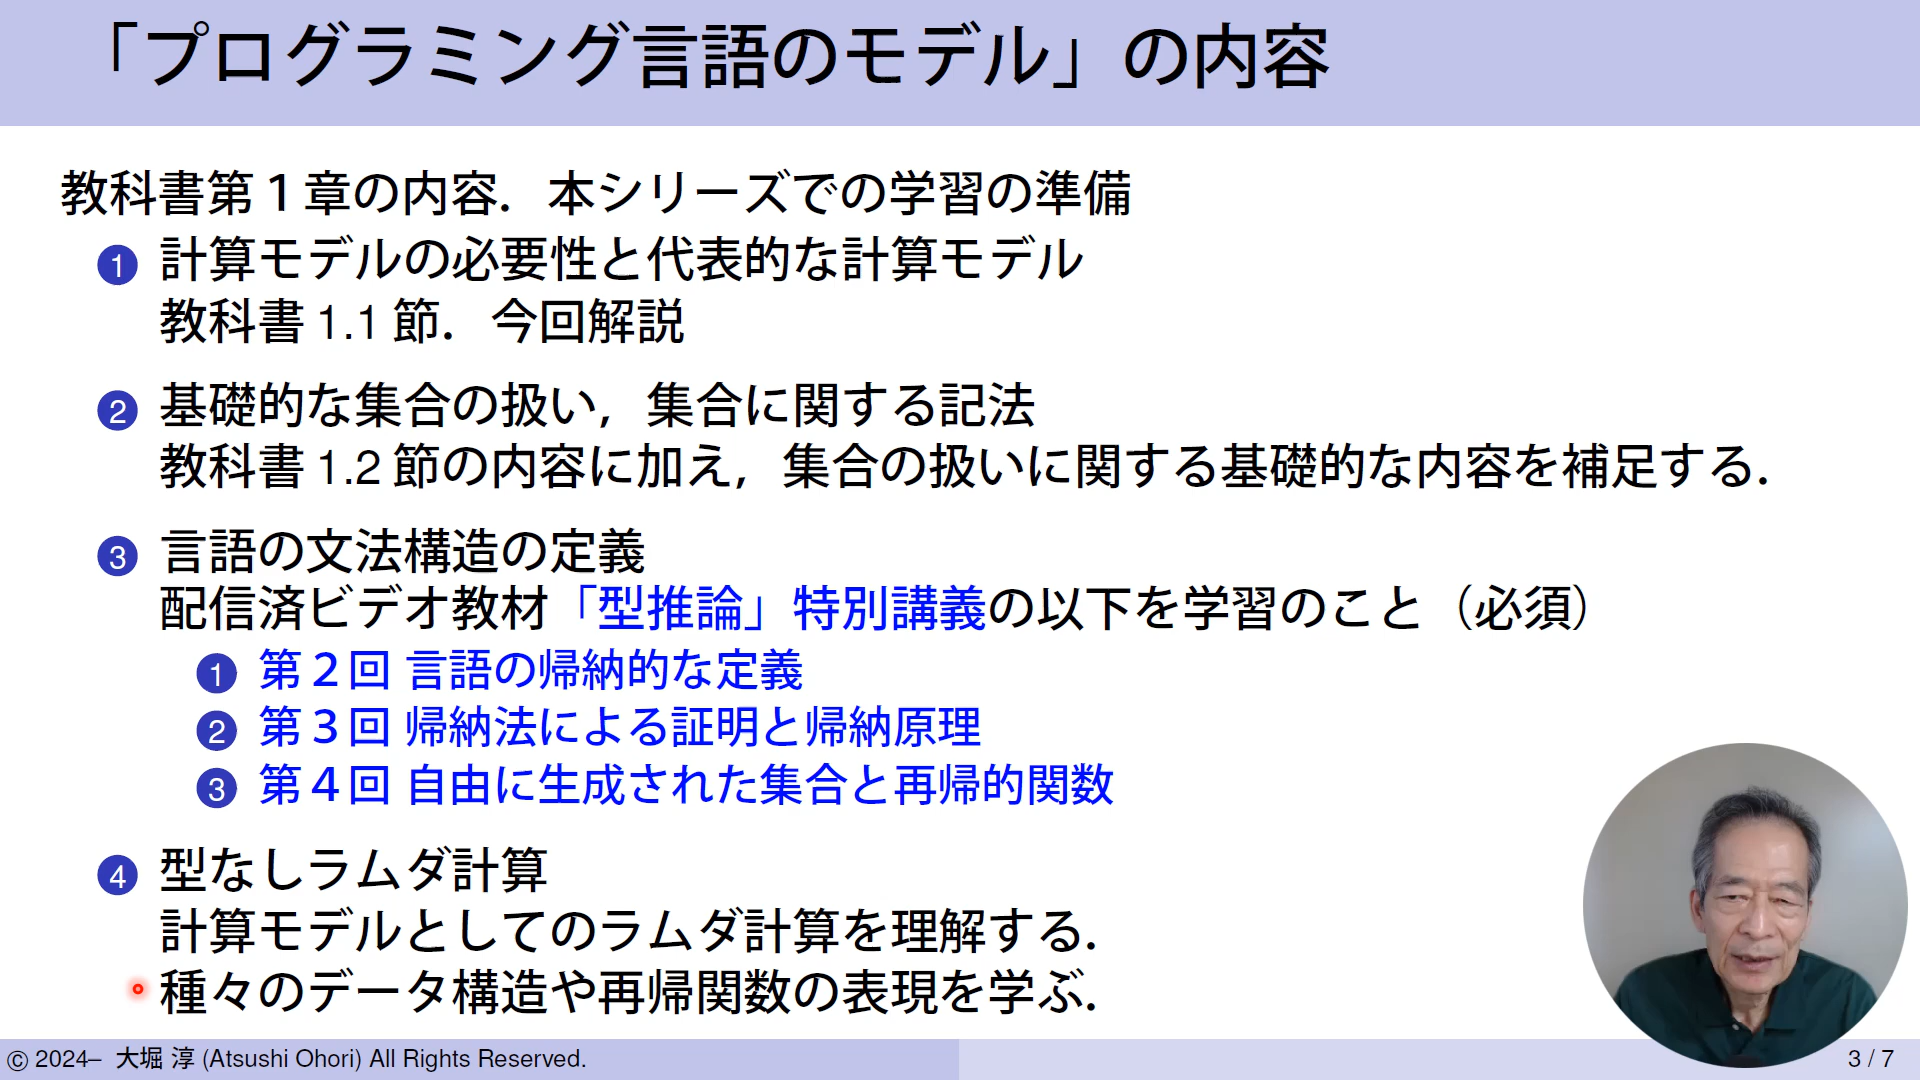 「プログラミング言語のモデル」の内容
教科書第１章の内容．本シリーズでの学習の準備
1 計算モデルの必要性と代表的な計算モデル
教科書 1.1 節．今回解説
2 基礎的な集合の扱い，集合に関する記法
教科書 1.2 節の内容に加え，集合の扱いに関する基礎的な内容を補足する．
3 言語の文法構造の定義
配信済ビデオ教材「型推論」特別講義の以下を学習のこと（必須）
1 第２回 言語の帰納的な定義
2 第３回 帰納法による証明と帰納原理
3 第４回 自由に生成された集合と再帰的関数
4 型なしラムダ計算
計算モデルとしてのラムダ計算を理解する．
種々のデータ構造や再帰関数の表現を学ぶ．
© 2024– 大堀 淳 (Atsushi Ohori) All Rights Reserved.
3 / 7